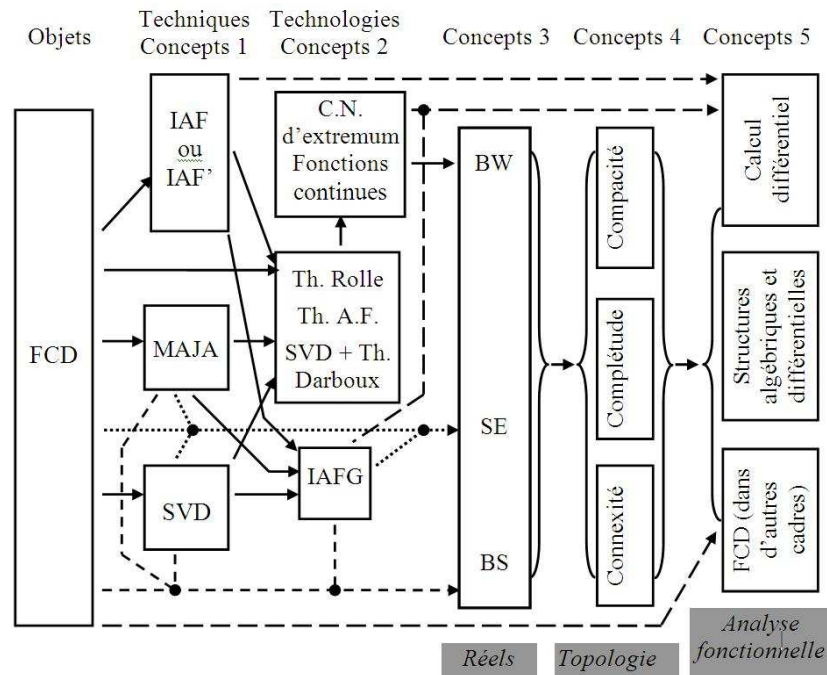 Objets
Techniques
Concepts 1
Technologies
Concepts 2
Concepts 3
Concepts 4
Concepts 5
FCD
IAF
ou
IAF’
MAJA
SVD
C.N.
d’extremum
Fonctions
continues
Th. Rolle
Th. A.F.
SVD + Th.
Darboux
IAFG
BW
SE
BS
Compacité
Complétude
Connexité
Calcul
différentiel
Structures
algébriques et
différentielles
FCD (dans
d’autres
cadres)
Réels
Topologie
Analyse
fonctionnelle